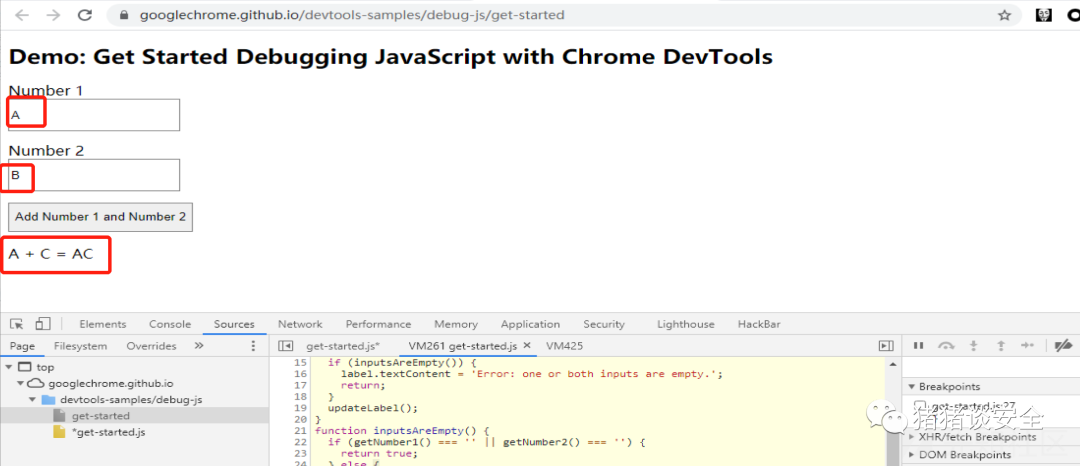 googlechrome.github.io/devtools-samples/debug-js/get-started
Demo: Get Started Debugging JavaScript with Chrome DevTools
Number 1
A
Number 2
B
Add Number 1 and Number 2
A + C = AC
Elements Console Sources Network Performance Memory Application Security Lighthouse HackBar
Page Filesystem Overrides » get-started.js* VM261 get-started.js × VM425
top
googlechrome.github.io
devtools-samples/debug-js
get-started
*get-started.js
15 if (inputsAreEmpty()) {
16 label.textContent = 'Error: one or both inputs are empty.';
17 return;
18 }
19 updateLabel();
20 }
21 function inputsAreEmpty() {
22 if (getNumber1() === '' || getNumber2() === '') {
23 return true;
24 } else {
Breakpoints
get-started.js:27
XHR/fetch Breakpoints
DOM Breakpoints
猪猪谈安全